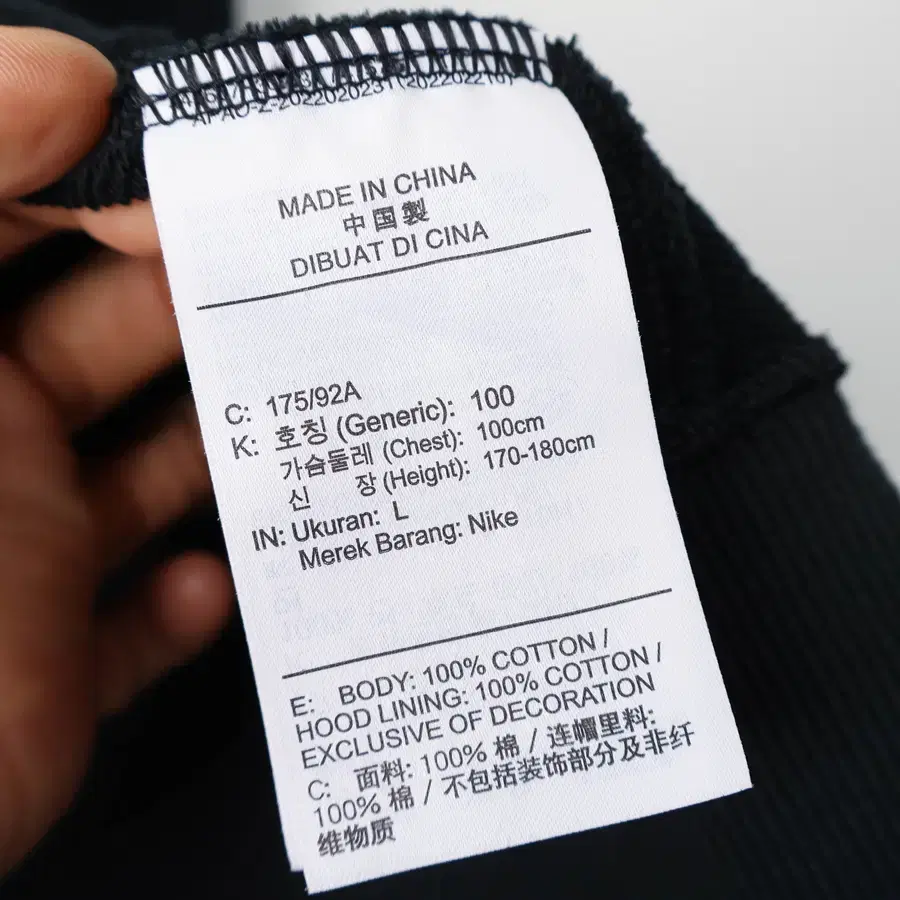 MADE IN CHINA
中国製
DIBUAT DI CINA
C: 175/92A
K: 호칭 (Generic): 100
가슴둘레 (Chest): 100cm
신 장 (Height): 170-180cm
IN: Ukuran: L
Merek Barang: Nike
E: BODY: 100% COTTON /
HOOD LINING: 100% COTTON /
EXCLUSIVE OF DECORATION
C: 面料: 100% 棉 / 连帽里料:
100% 棉 / 不包括装饰部分及非纤
维物质